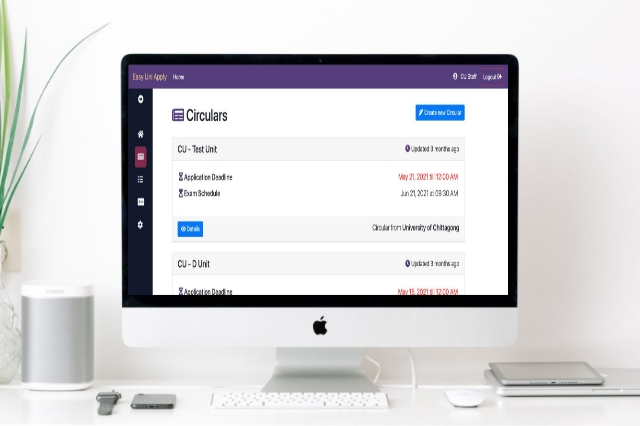 Easy Uni Apply Home CU Staff Logout
Circulars
Create new Circular
CU - Test Unit Updated 3 months ago
Application Deadline May 21, 2021 till 12:00 AM
Exam Schedule Jun 21, 2021 at 09:30 AM
Details Circular from University of Chittagong
CU - D Unit Updated 3 months ago
Application Deadline May 15, 2021 till 12:00 AM